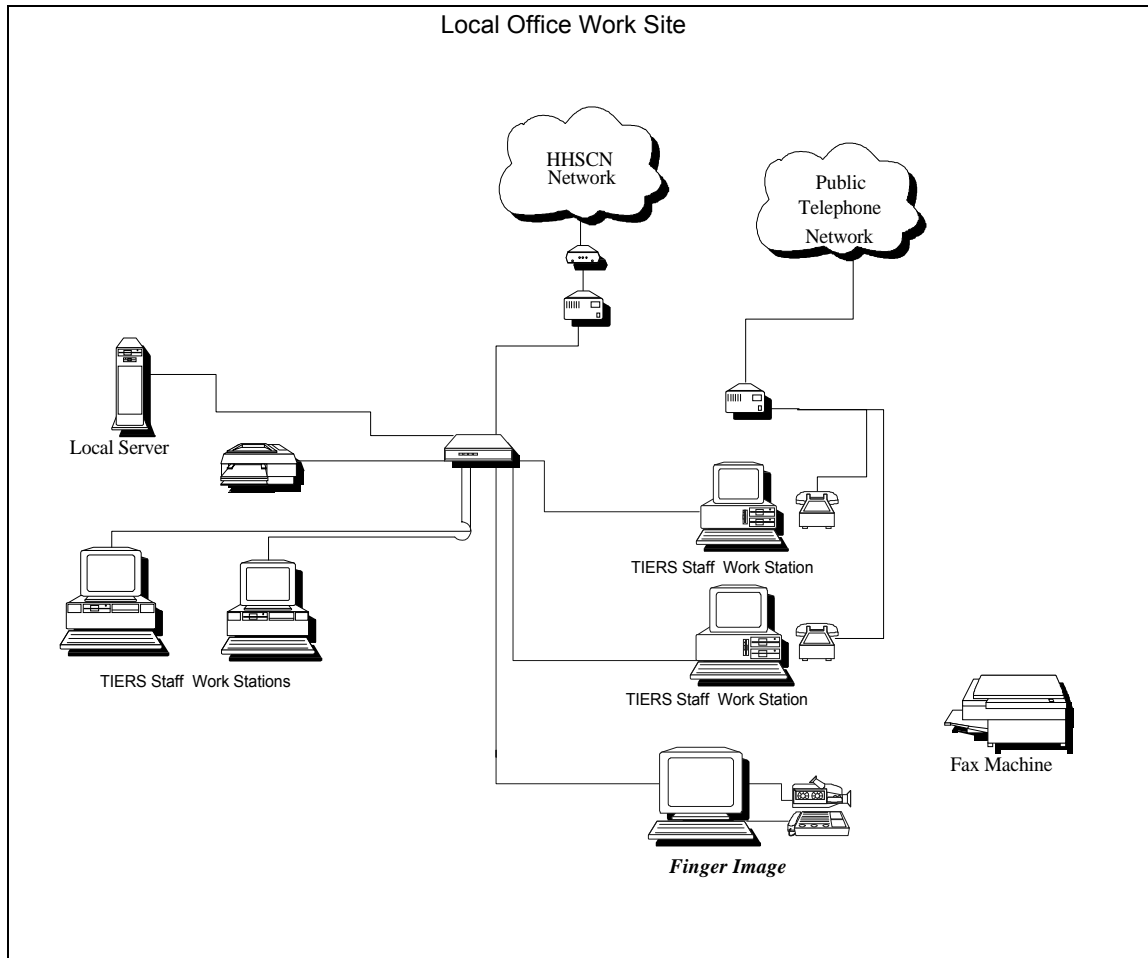 Local Office Work Site
HHSCN
Network
Public
Telephone
Network
Local Server
TIERS Staff Work Station
TIERS Staff Work Stations
TIERS Staff Work Station
Fax Machine
Finger Image